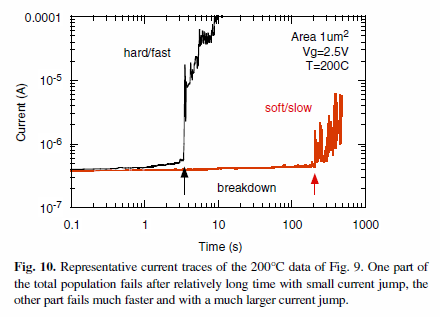 0.0001
hard/fast
Area 1um²
Vg=2.5V
T=200C
10⁻⁵
Current (A)
soft/slow
10⁻⁶
breakdown
10⁻⁷
0.1 1 10 100 1000
Time (s)
Fig. 10. Representative current traces of the 200°C data of Fig. 9. One part of
the total population fails after relatively long time with small current jump, the
other part fails much faster and with a much larger current jump.